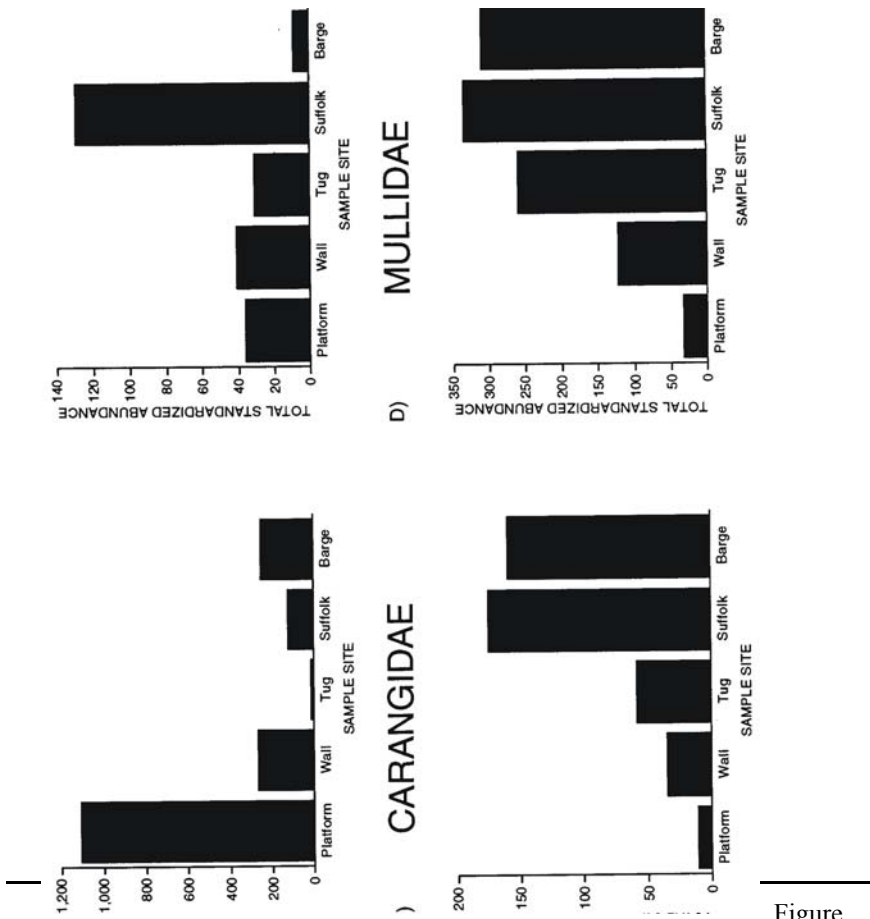 1,200
1,000
800
600
400
200
0
Platform
Wall
Tug
Suffolk
Barge
SAMPLE SITE
TOTAL STANDARDIZED ABUNDANCE
140
120
100
80
60
40
20
0
Platform
Wall
Tug
Suffolk
Barge
SAMPLE SITE
) CARANGIDAE
D) MULLIDAE
200
150
100
50
0
Platform
Wall
Tug
Suffolk
Barge
SAMPLE SITE
TOTAL STANDARDIZED ABUNDANCE
350
300
250
200
150
100
50
0
Platform
Wall
Tug
Suffolk
Barge
SAMPLE SITE
Figure